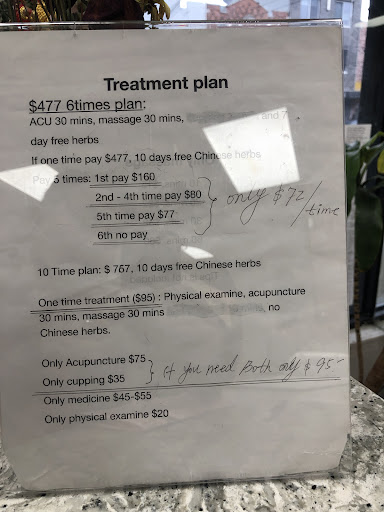 Treatment plan
$477 6times plan:
ACU 30 mins, massage 30 mins, and 7
day free herbs
If one time pay $477, 10 days free Chinese herbs
Pay 5 times: 1st pay $160
2nd - 4th time pay $80
5th time pay $77
6th no pay
only $72/time
10 Time plan: $ 767, 10 days free Chinese herbs
One time treatment ($95) : Physical examine, acupuncture
30 mins, massage 30 mins , no
Chinese herbs.
Only Acupuncture $75
Only cupping $35
If you need Both only $95
Only medicine $45-$55
Only physical examine $20